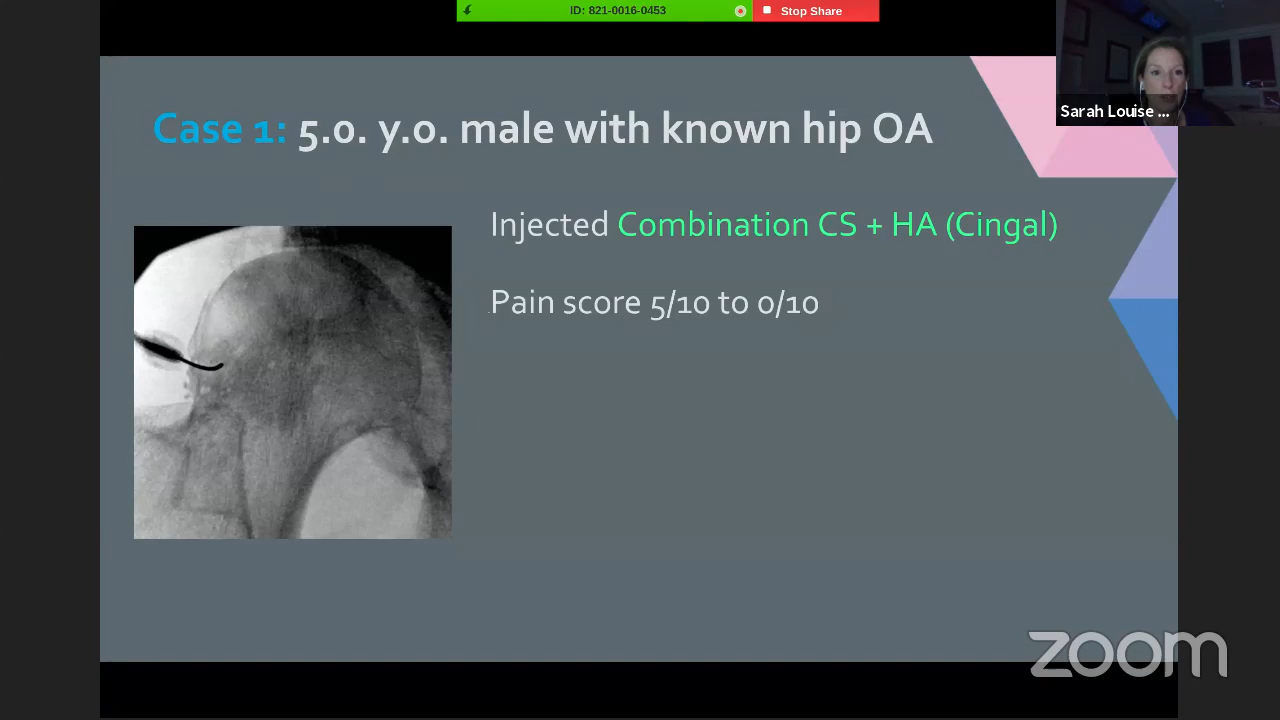 ID: 821-0016-0453
Stop Share
Sarah Louise ...
Case 1: 5.0. y.o. male with known hip OA
Injected Combination CS + HA (Cingal)
Pain score 5/10 to 0/10
zoom